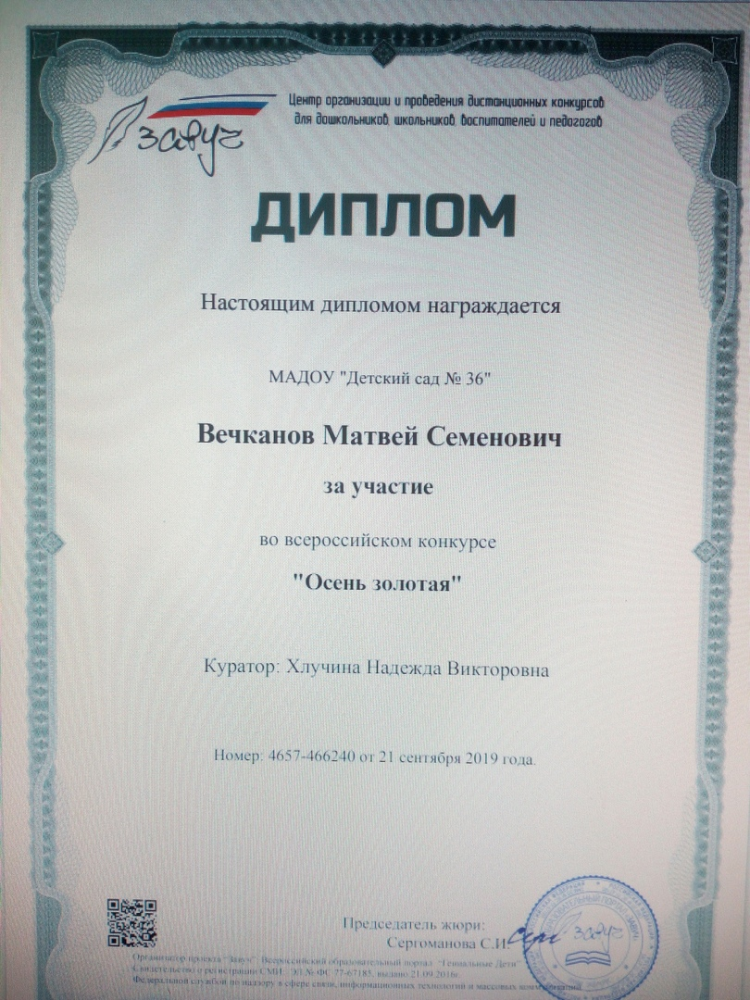 завуч
Центр организации и проведения дистанционных конкурсов
для дошкольников, школьников, воспитателей и педагогов
ДИПЛОМ
Настоящим дипломом награждается
МАДОУ "Детский сад № 36"
Вечканов Матвей Семенович
за участие
во всероссийском конкурсе
"Осень золотая"
Куратор: Хлучина Надежда Викторовна
Номер: 4657-466240 от 21 сентября 2019 года.
Председатель жюри:
Сергоманова С.И.
завуч
Организатор проекта "Завуч": Всероссийский образовательный портал "Гениальные Дети"
Свидетельство о регистрации СМИ: ЭЛ № ФС 77-67185, выдано 21.09.2016г.
Федеральной службой по надзору в сфере связи, информационных технологий и массовых коммуникаций